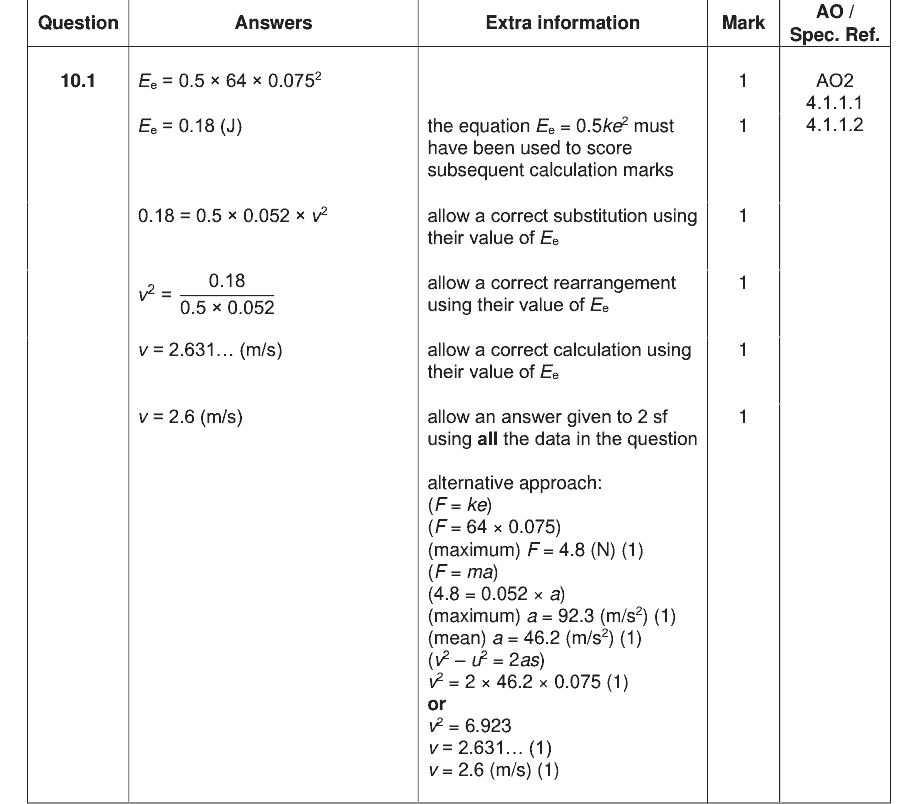 Question Answers Extra information Mark AO / Spec. Ref.
10.1 Eₑ = 0.5 × 64 × 0.075² 1 AO2
4.1.1.1
Eₑ = 0.18 (J) the equation Eₑ = 0.5ke² must 1 4.1.1.2
have been used to score
subsequent calculation marks
0.18 = 0.5 × 0.052 × v² allow a correct substitution using 1
their value of Eₑ
v² = 0.18 / 0.5 × 0.052 allow a correct rearrangement 1
using their value of Eₑ
v = 2.631... (m/s) allow a correct calculation using 1
their value of Eₑ
v = 2.6 (m/s) allow an answer given to 2 sf 1
using all the data in the question
alternative approach:
(F = ke)
(F = 64 × 0.075)
(maximum) F = 4.8 (N) (1)
(F = ma)
(4.8 = 0.052 × a)
(maximum) a = 92.3 (m/s²) (1)
(mean) a = 46.2 (m/s²) (1)
(v² – u² = 2as)
v² = 2 × 46.2 × 0.075 (1)
or
v² = 6.923
v = 2.631... (1)
v = 2.6 (m/s) (1)